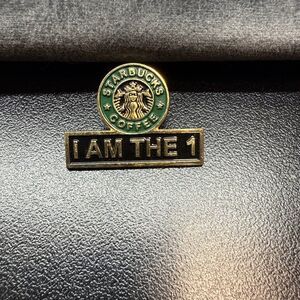 STARBUCKS
COFFEE
I AM THE 1